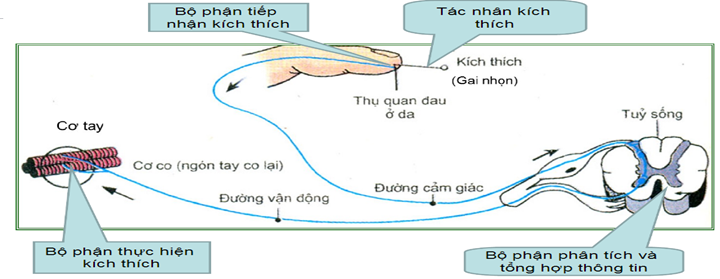 Bộ phận tiếp
nhận kích thích
Tác nhân kích
thích
Kích thích
(Gai nhọn)
Thụ quan đau
ở da
Tuỷ sống
Cơ tay
Cơ co (ngón tay co lại)
Đường cảm giác
Đường vận động
Bộ phận thực hiện
kích thích
Bộ phận phân tích và
tổng hợp thông tin